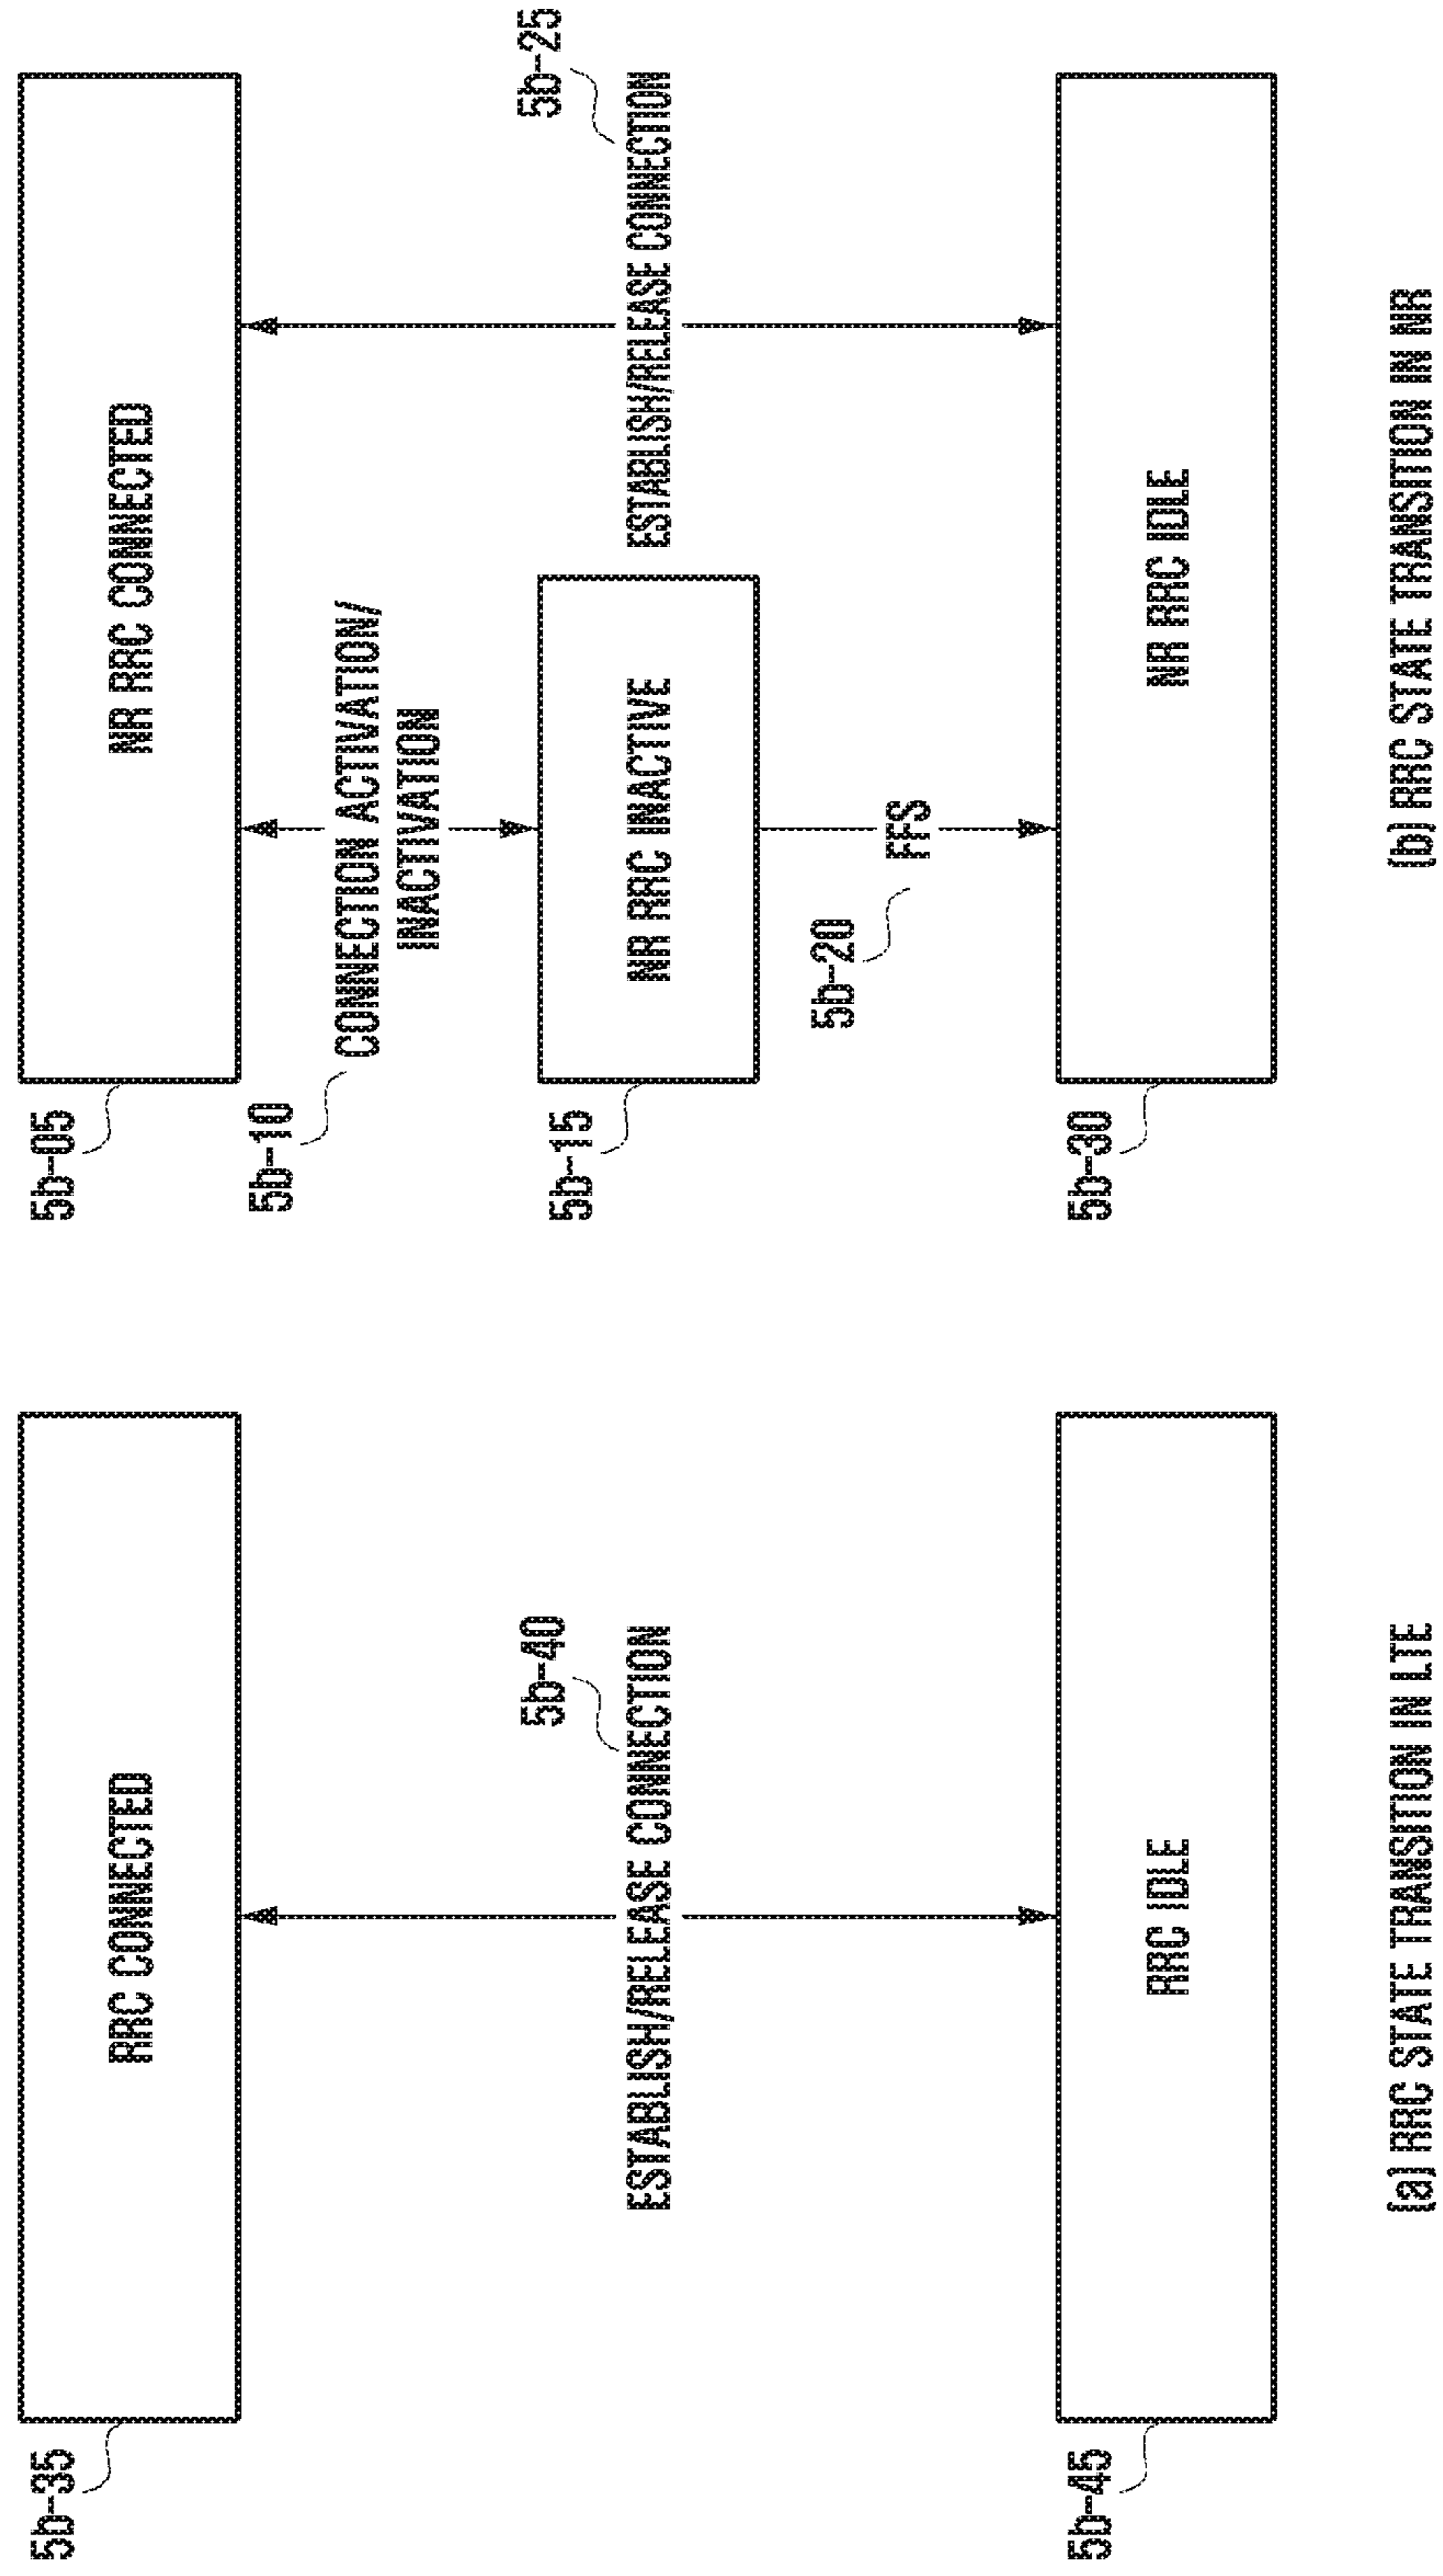 5b-35
RRC CONNECTED
5b-40
ESTABLISH/RELEASE CONNECTION
5b-45
RRC IDLE
(a) RRC STATE TRANSITION IN LTE
5b-05
NR RRC CONNECTED
5b-10
CONNECTION ACTIVATION/
INACTIVATION
5b-25
ESTABLISH/RELEASE CONNECTION
5b-15
NR RRC INACTIVE
5b-20
FFS
5b-30
NR RRC IDLE
(b) RRC STATE TRANSITION IN NR